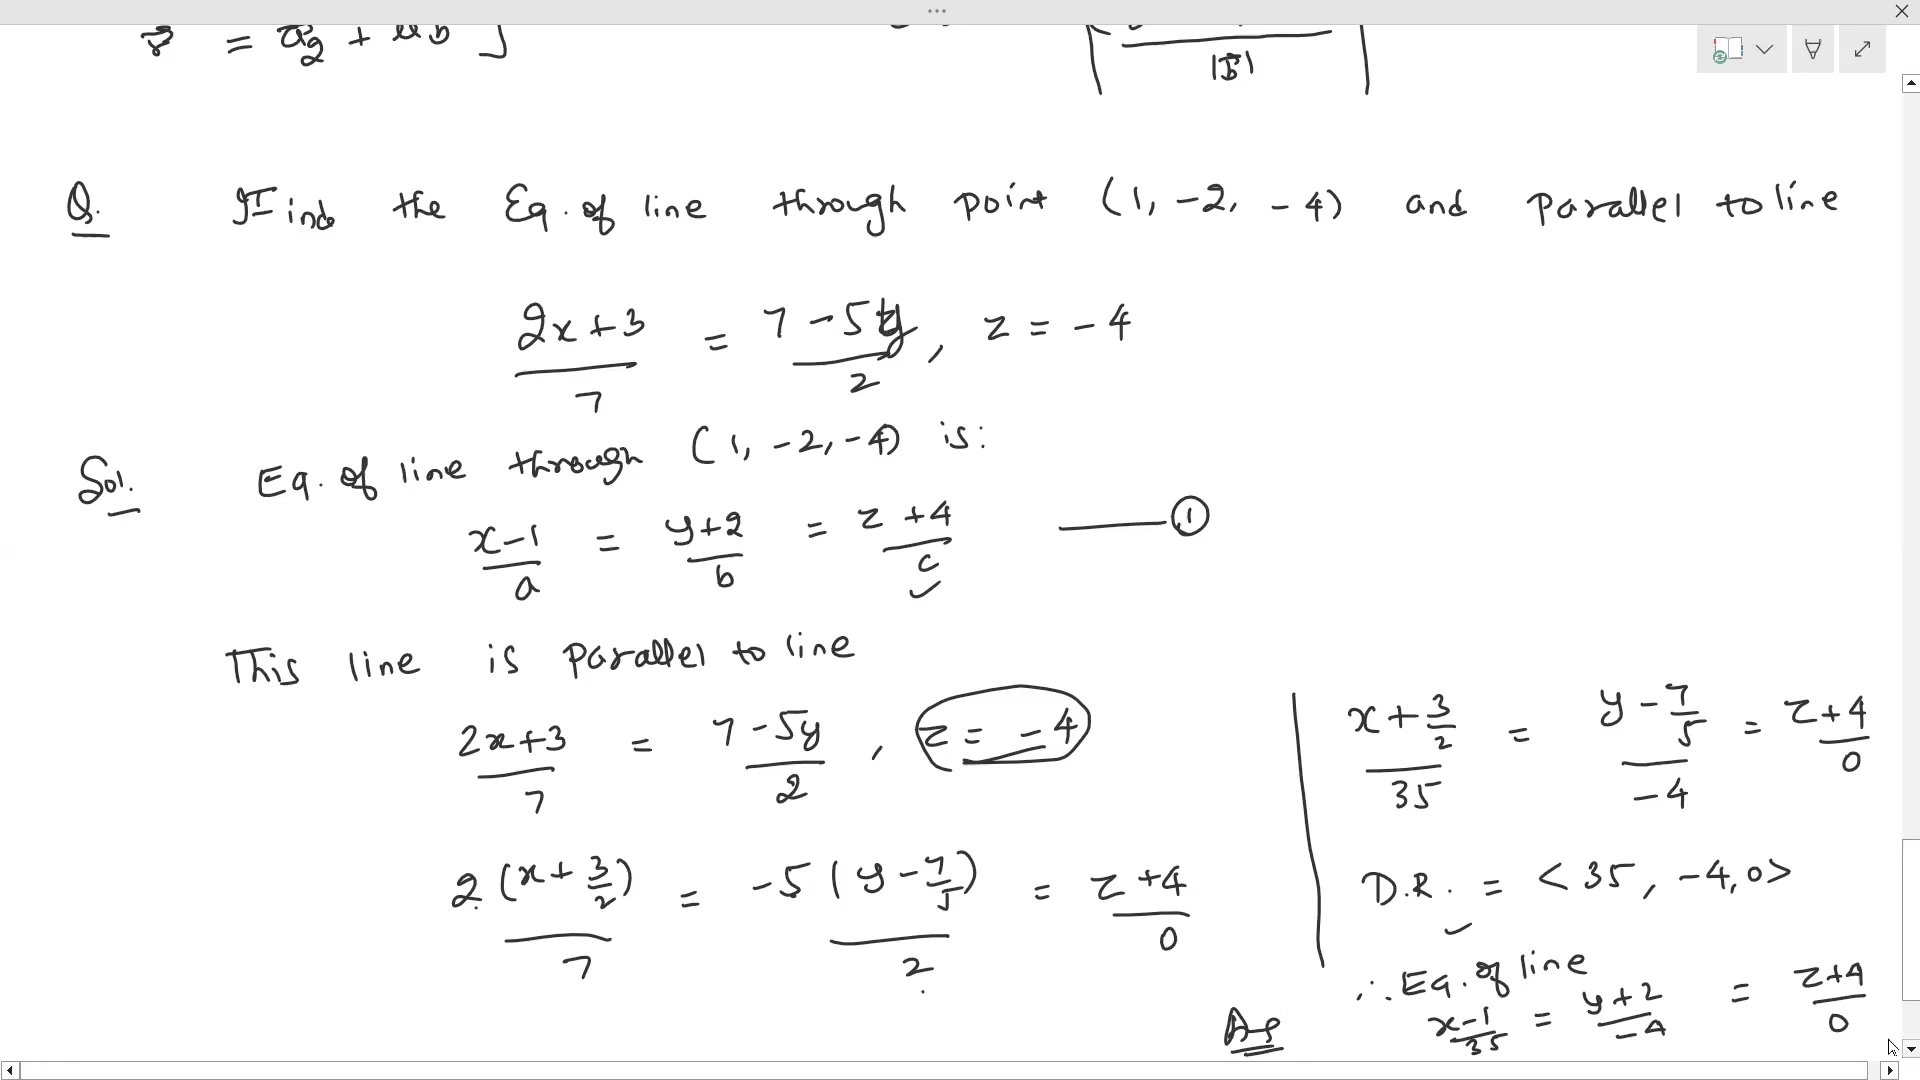 = a₂ + μb ]
|b|
Q. Find the Eq. of line through point (1, -2, -4) and parallel to line
(2x+3)/7 = (7-5y)/2 , z = -4
Sol. Eq. of line through (1, -2, -4) is:
(x-1)/a = (y+2)/b = (z+4)/c —— ①
This line is parallel to line
(2x+3)/7 = (7-5y)/2 , z = -4
2(x+3/2)/7 = -5(y-7/5)/2 = (z+4)/0
(x+3/2)/35 = (y-7/5)/-4 = (z+4)/0
D.R. = <35, -4, 0>
∴ Eq. of line
(x-1)/35 = (y+2)/-4 = (z+4)/0
Ans